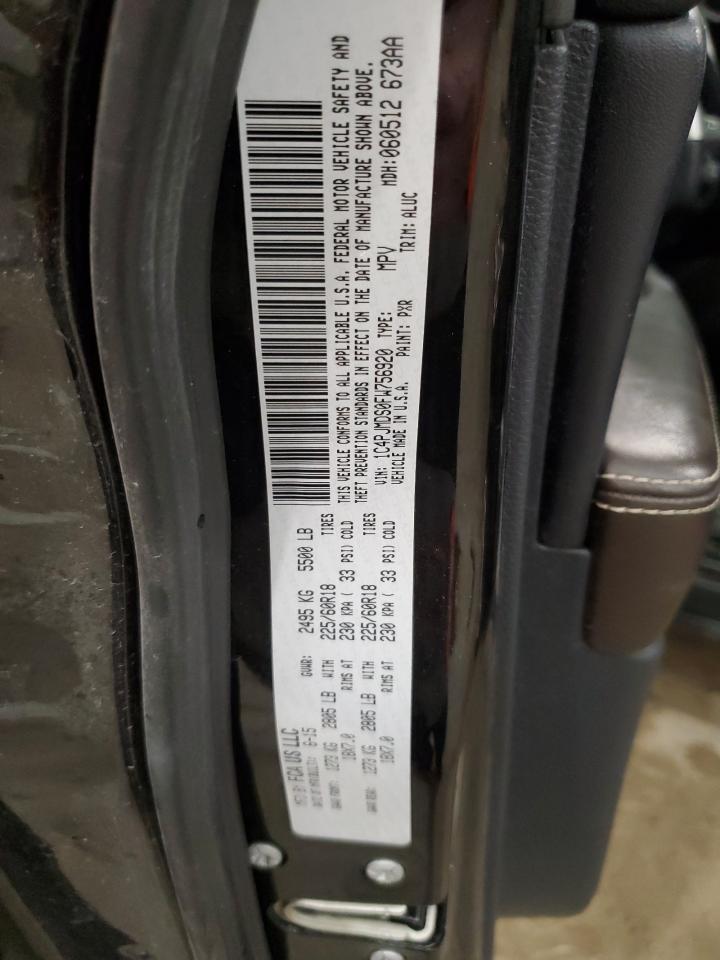 MFD BY: FCA US LLC
DATE OF MFR(BUILT): 6-15 GVWR: 2495 KG 5500 LB
GAWR FRONT: 1273 KG 2805 LB WITH 225/60R18 TIRES
18X7.0 RIMS AT 230 KPA ( 33 PSI) COLD
GAWR REAR: 1273 KG 2805 LB WITH 225/60R18 TIRES
18X7.0 RIMS AT 230 KPA ( 33 PSI) COLD
THIS VEHICLE CONFORMS TO ALL APPLICABLE U.S.A. FEDERAL MOTOR VEHICLE SAFETY AND
THEFT PREVENTION STANDARDS IN EFFECT ON THE DATE OF MANUFACTURE SHOWN ABOVE.
VIN: 1C4PJMDS0FW756920 TYPE: MPV MDH:060512 673AA
VEHICLE MADE IN U.S.A. PAINT: PXR TRIM: ALUC